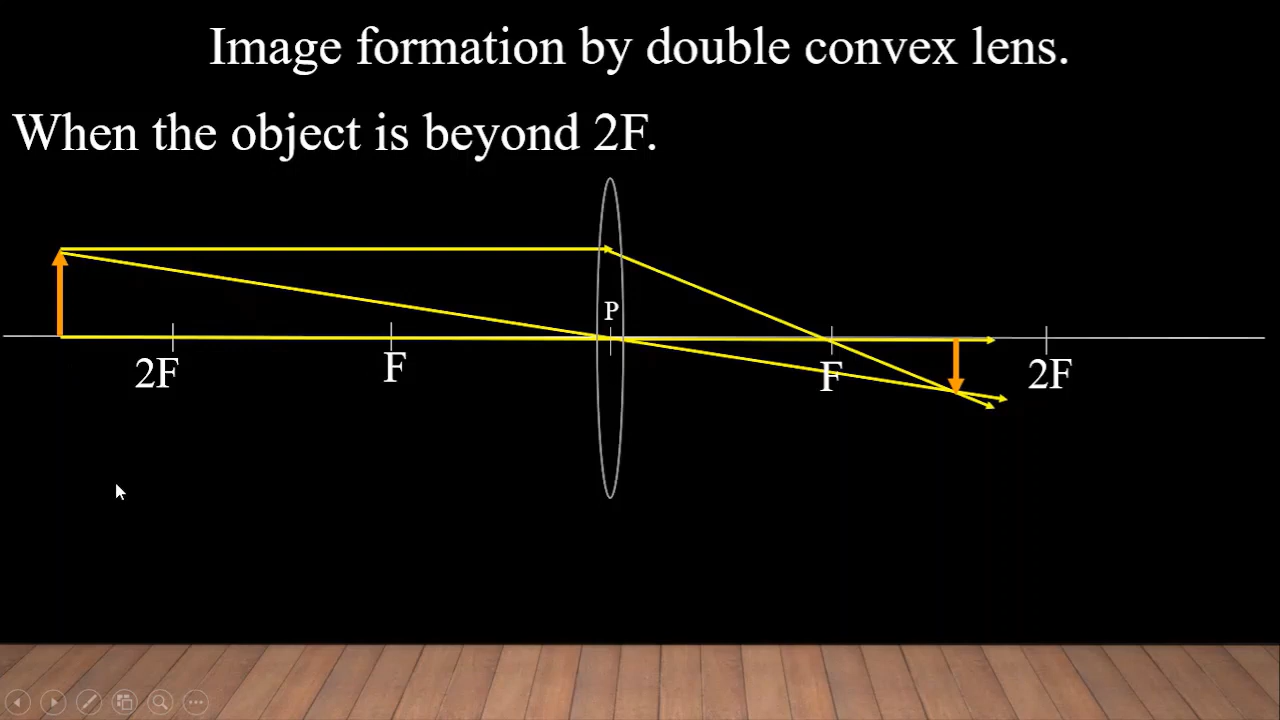 Image formation by double convex lens.
When the object is beyond 2F.
P
2F
F
F
2F